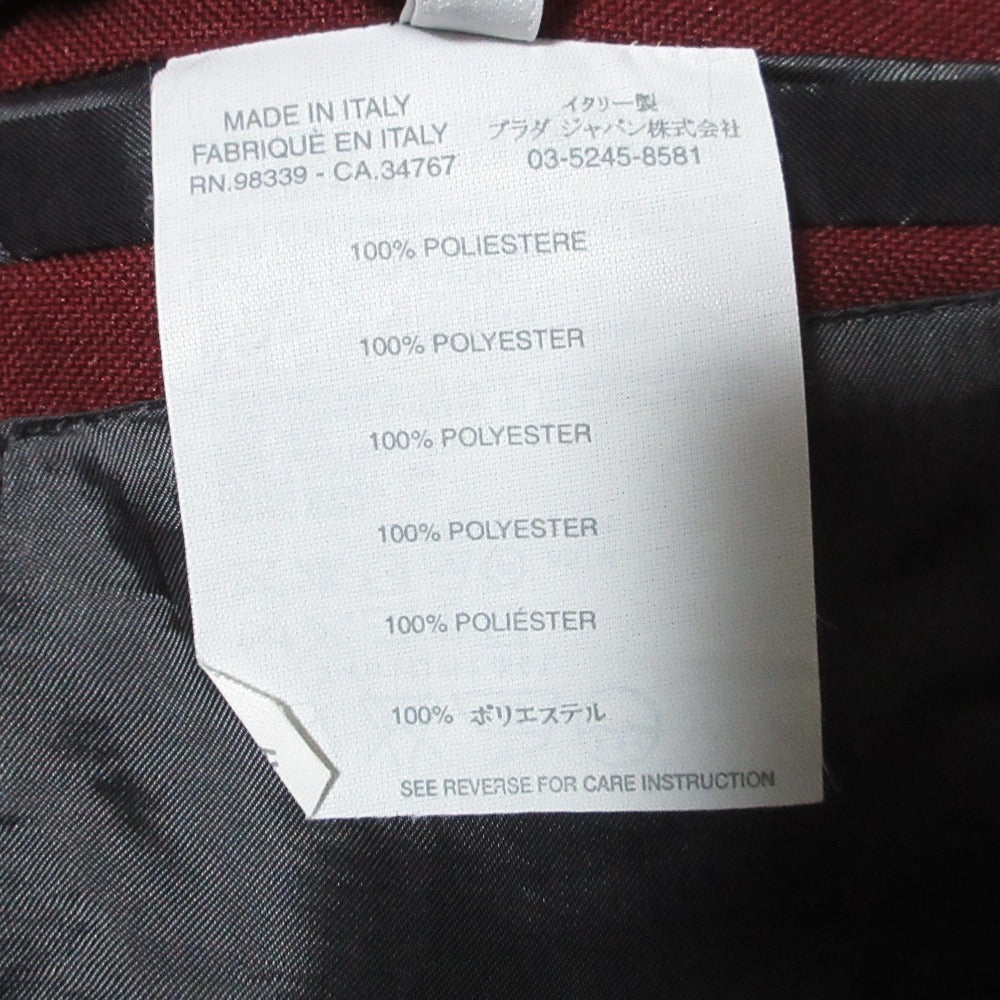 MADE IN ITALY
FABRIQUÈ EN ITALY
RN.98339 - CA.34767
イタリー製
プラダ ジャパン株式会社
03-5245-8581
100% POLIESTERE
100% POLYESTER
100% POLYESTER
100% POLYESTER
100% POLIÉSTER
100% ポリエステル
SEE REVERSE FOR CARE INSTRUCTION